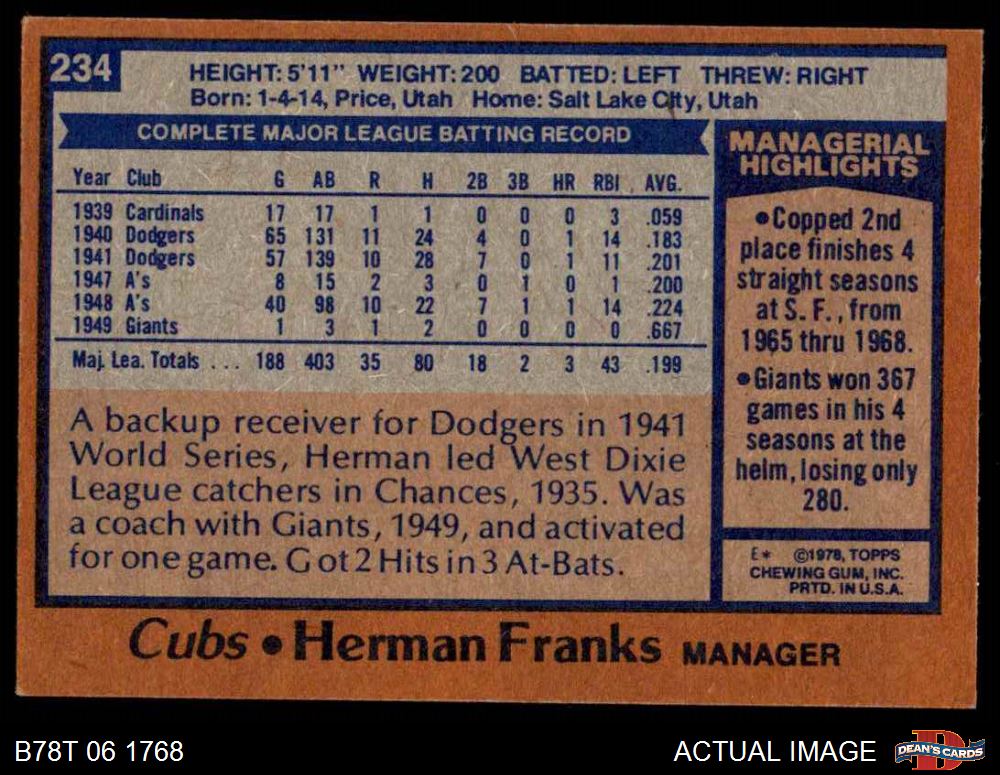 234
HEIGHT: 5'11" WEIGHT: 200 BATTED: LEFT THREW: RIGHT
Born: 1-4-14, Price, Utah Home: Salt Lake City, Utah
COMPLETE MAJOR LEAGUE BATTING RECORD
Year Club G AB R H 2B 3B HR RBI AVG.
1939 Cardinals 17 17 1 1 0 0 0 3 .059
1940 Dodgers 65 131 11 24 4 0 1 14 .183
1941 Dodgers 57 139 10 28 7 0 1 11 .201
1947 A's 8 15 2 3 0 1 0 1 .200
1948 A's 40 98 10 22 7 1 1 14 .224
1949 Giants 1 3 1 2 0 0 0 0 .667
Maj. Lea. Totals ... 188 403 35 80 18 2 3 43 .199
A backup receiver for Dodgers in 1941
World Series, Herman led West Dixie
League catchers in Chances, 1935. Was
a coach with Giants, 1949, and activated
for one game. Got 2 Hits in 3 At-Bats.
MANAGERIAL
HIGHLIGHTS
•Copped 2nd
place finishes 4
straight seasons
at S. F., from
1965 thru 1968.
•Giants won 367
games in his 4
seasons at the
helm, losing only
280.
E* ©1978, TOPPS
CHEWING GUM, INC.
PRTD. IN U.S.A.
Cubs • Herman Franks MANAGER
B78T 06 1768
ACTUAL IMAGE
DEAN'S CARDS